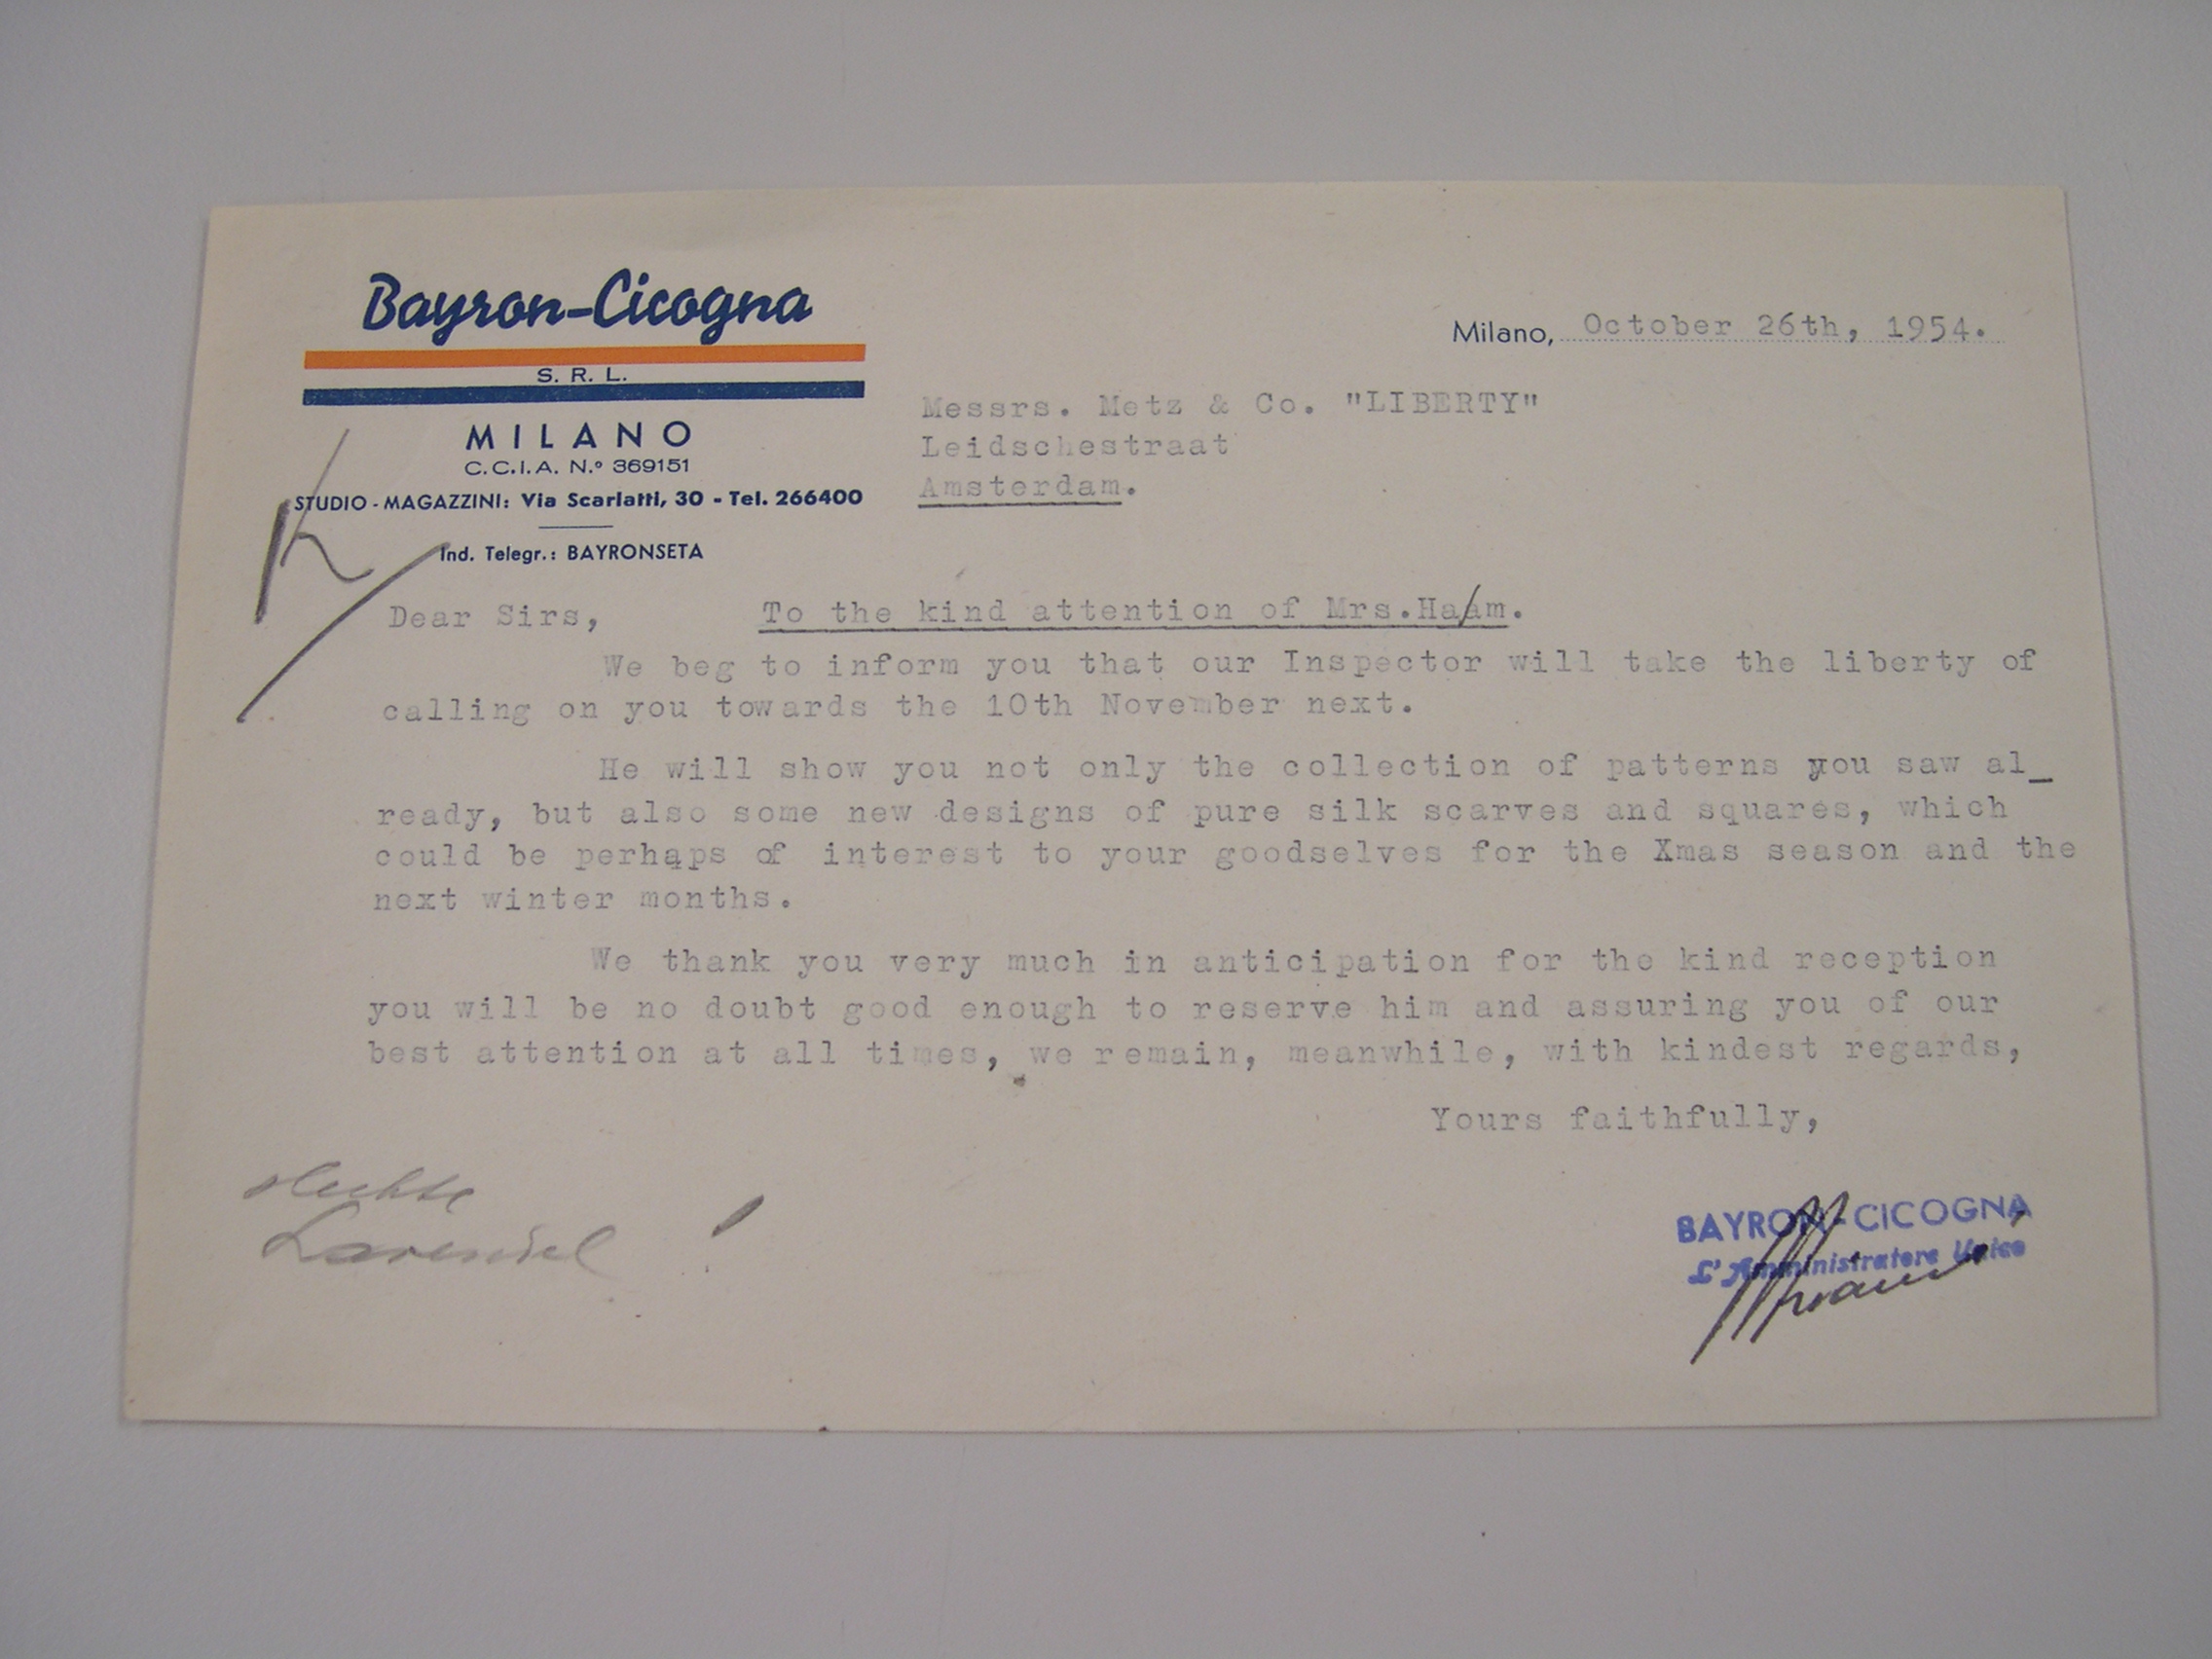 Bayron-Cicogna
S. R. L.
MILANO
C.C.I.A. N.º 369151
STUDIO - MAGAZZINI: Via Scarlatti, 30 - Tel. 266400
Ind. Telegr.: BAYRONSETA
Milano, October 26th, 1954.
Messrs. Metz & Co. "LIBERTY"
Leidschestraat
Amsterdam.
K
Dear Sirs, To the kind attention of Mrs.Haam.
We beg to inform you that our Inspector will take the liberty of
calling on you towards the 10th November next.
He will show you not only the collection of patterns you saw al_
ready, but also some new designs of pure silk scarves and squares, which
could be perhaps of interest to your goodselves for the Xmas season and the
next winter months.
We thank you very much in anticipation for the kind reception
you will be no doubt good enough to reserve him and assuring you of our
best attention at all times, we remain, meanwhile, with kindest regards,
Yours faithfully,
BAYRON-CICOGNA
L'Amministratore Unico